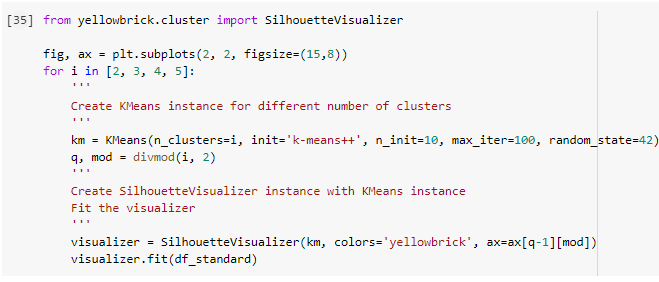 [35] from yellowbrick.cluster import SilhouetteVisualizer
fig, ax = plt.subplots(2, 2, figsize=(15,8))
for i in [2, 3, 4, 5]:
    '''
    Create KMeans instance for different number of clusters
    '''
    km = KMeans(n_clusters=i, init='k-means++', n_init=10, max_iter=100, random_state=42)
    q, mod = divmod(i, 2)
    '''
    Create SilhouetteVisualizer instance with KMeans instance
    Fit the visualizer
    '''
    visualizer = SilhouetteVisualizer(km, colors='yellowbrick', ax=ax[q-1][mod])
    visualizer.fit(df_standard)